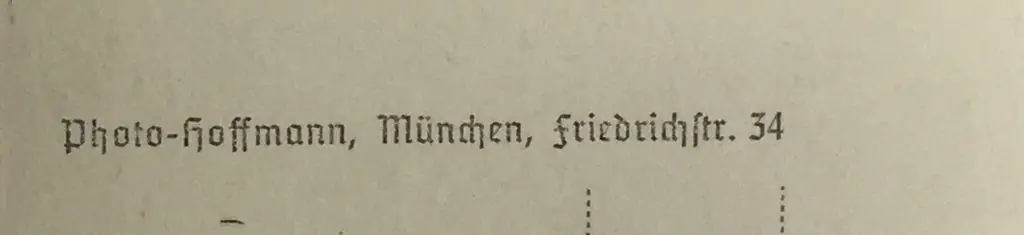 Photo-Hoffmann, München, Friedrichstr. 34